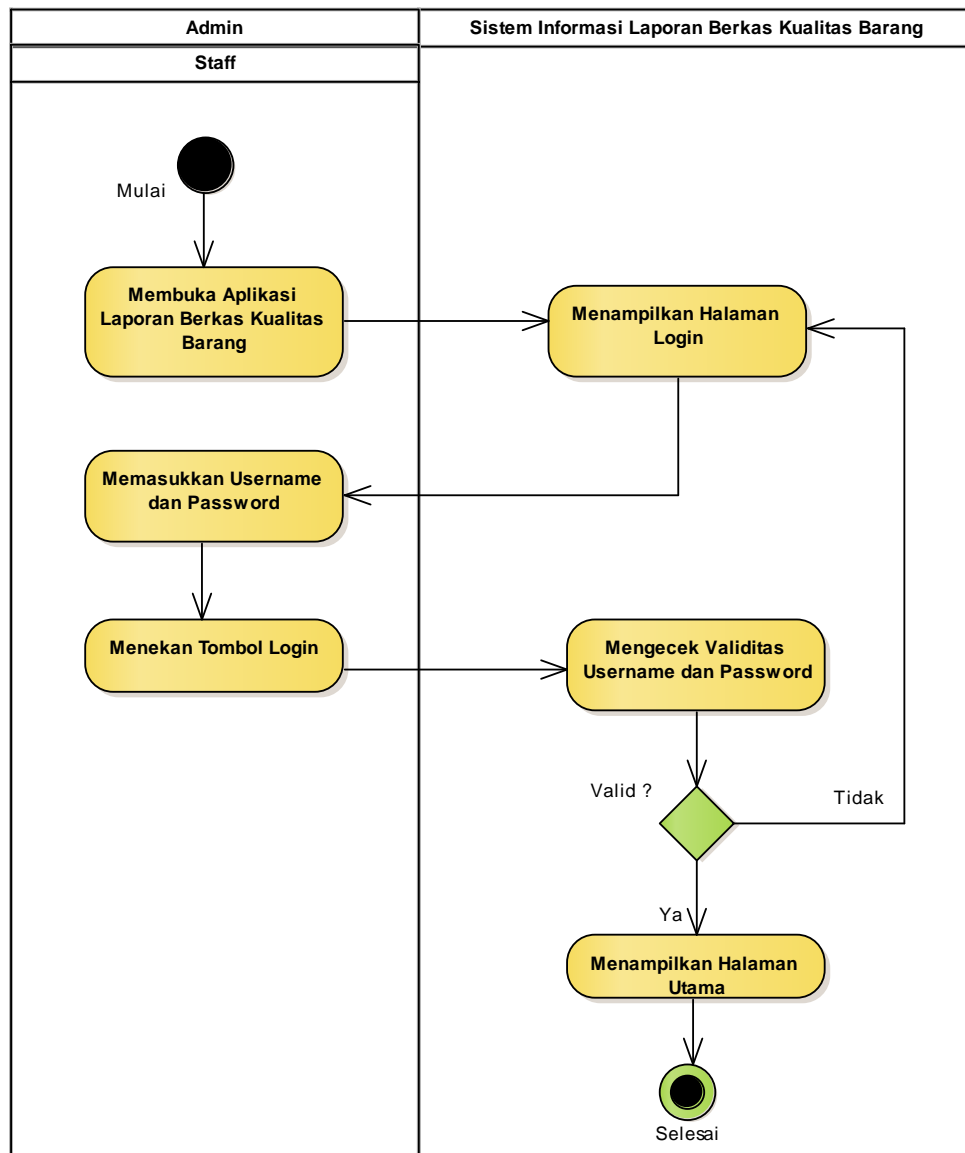 Admin
Sistem Informasi Laporan Berkas Kualitas Barang
Staff
Mulai
Membuka Aplikasi
Laporan Berkas Kualitas
Barang
Menampilkan Halaman
Login
Memasukkan Username
dan Password
Menekan Tombol Login
Mengecek Validitas
Username dan Password
Valid ?
Tidak
Ya
Menampilkan Halaman
Utama
Selesai